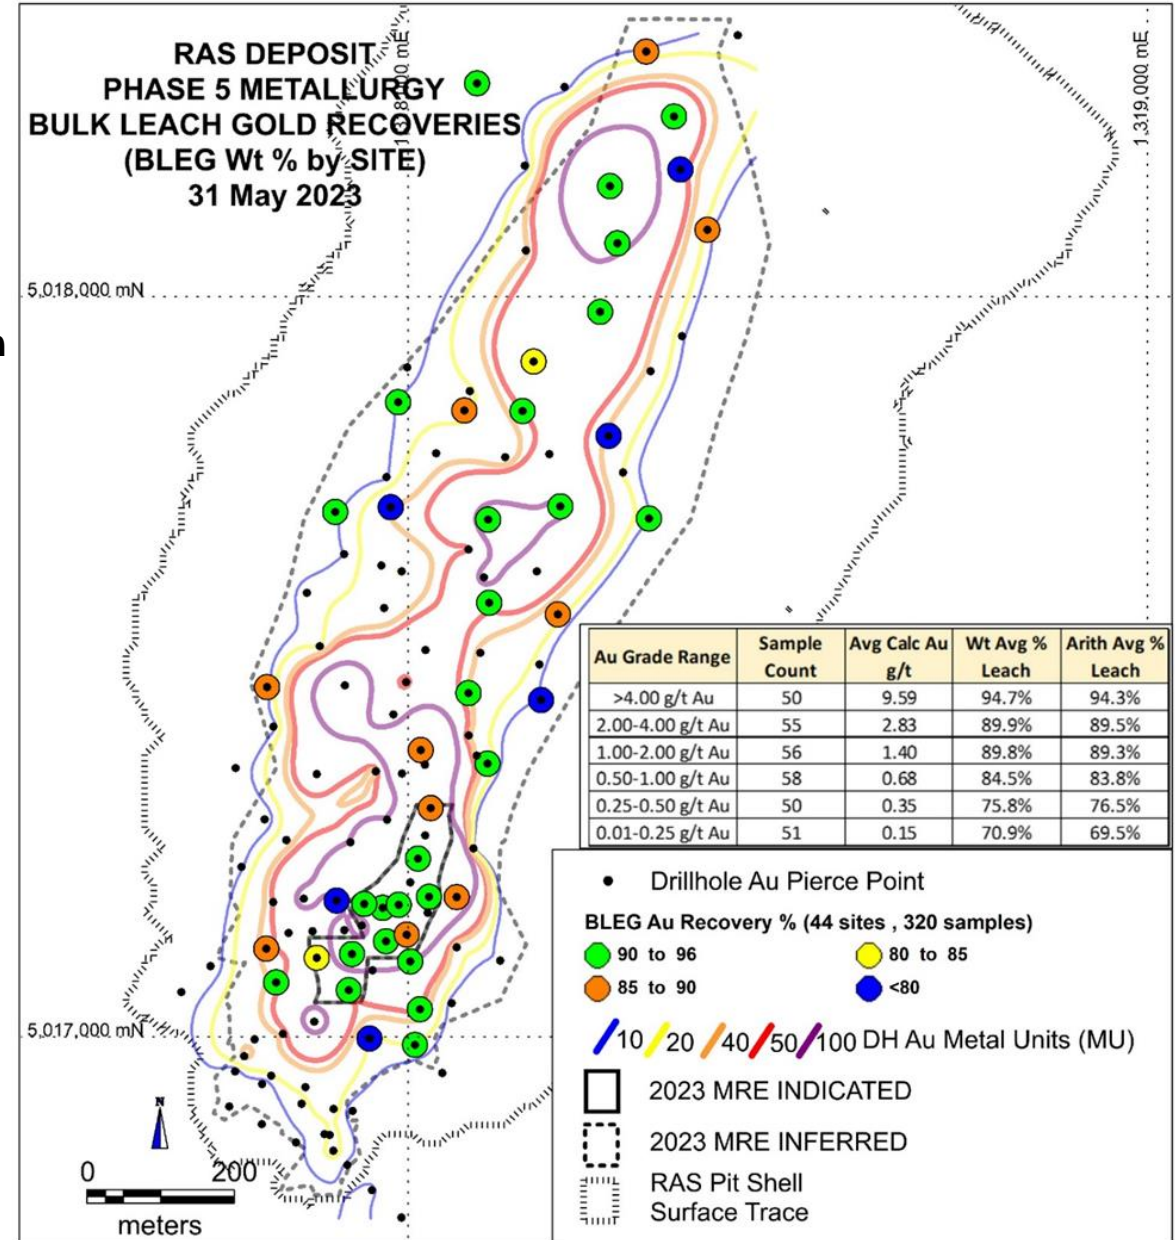 RAS DEPOSIT
PHASE 5 METALLURGY
BULK LEACH GOLD RECOVERIES
(BLEG Wt % by SITE)
31 May 2023
1,319,000 mE
5,018,000 mN
n
Au Grade Range Sample Count Avg Calc Au g/t Wt Avg % Leach Arith Avg % Leach
>4.00 g/t Au 50 9.59 94.7% 94.3%
2.00-4.00 g/t Au 55 2.83 89.9% 89.5%
1.00-2.00 g/t Au 56 1.40 89.8% 89.3%
0.50-1.00 g/t Au 58 0.68 84.5% 83.8%
0.25-0.50 g/t Au 50 0.35 75.8% 76.5%
0.01-0.25 g/t Au 51 0.15 70.9% 69.5%
Drillhole Au Pierce Point
BLEG Au Recovery % (44 sites , 320 samples)
90 to 96 80 to 85
85 to 90 <80
10 20 40 50 100 DH Au Metal Units (MU)
2023 MRE INDICATED
2023 MRE INFERRED
RAS Pit Shell
Surface Trace
5,017,000 mN
N
0 200
meters